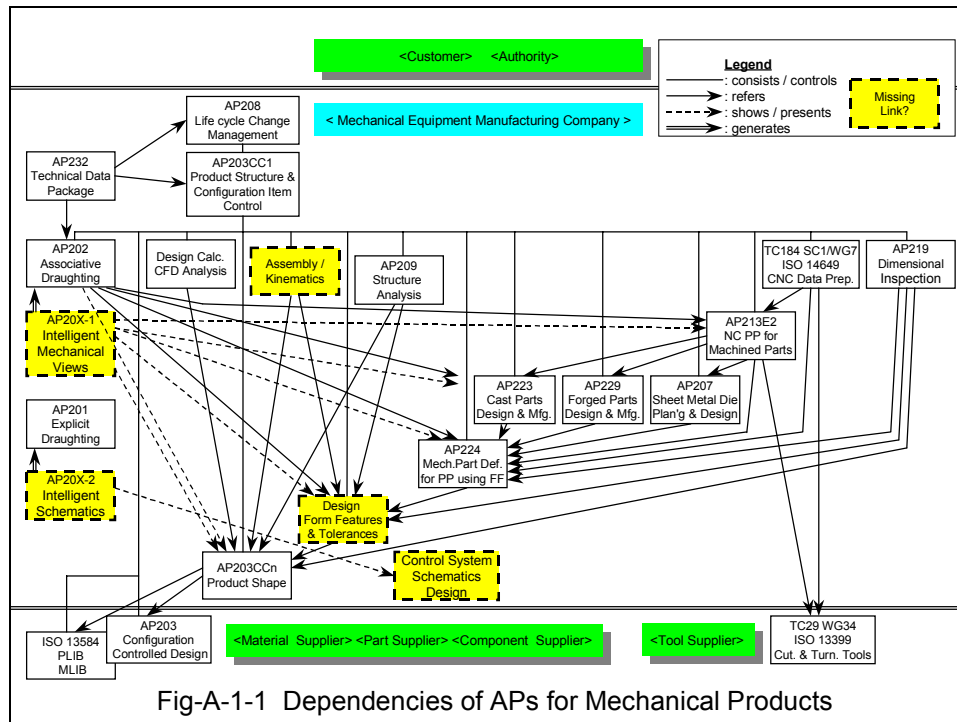 <Customer> <Authority>
Legend
: consists / controls
: refers
: shows / presents
: generates
Missing
Link?
AP208
Life cycle Change
Management
< Mechanical Equipment Manufacturing Company >
AP232
Technical Data
Package
AP203CC1
Product Structure &
Configuration Item
Control
AP202
Associative
Draughting
Design Calc.
CFD Analysis
Assembly /
Kinematics
AP209
Structure
Analysis
TC184 SC1/WG7
ISO 14649
CNC Data Prep.
AP219
Dimensional
Inspection
AP20X-1
Intelligent
Mechanical
Views
AP213E2
NC PP for
Machined Parts
AP223
Cast Parts
Design & Mfg.
AP229
Forged Parts
Design & Mfg.
AP207
Sheet Metal Die
Plan'g & Design
AP201
Explicit
Draughting
AP224
Mech.Part Def.
for PP using FF
AP20X-2
Intelligent
Schematics
Design
Form Features
& Tolerances
AP203CCn
Product Shape
Control System
Schematics
Design
ISO 13584
PLIB
MLIB
AP203
Configuration
Controlled Design
<Material Supplier> <Part Supplier> <Component Supplier>
<Tool Supplier>
TC29 WG34
ISO 13399
Cut. & Turn. Tools
Fig-A-1-1 Dependencies of APs for Mechanical Products